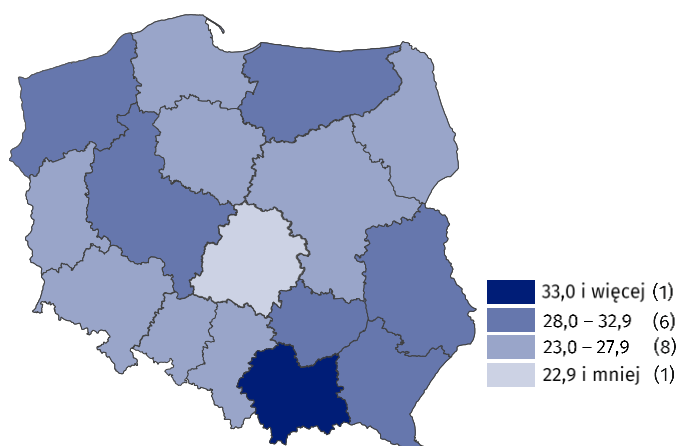 33,0 i więcej (1)
28,0 – 32,9 (6)
23,0 – 27,9 (8)
22,9 i mniej (1)